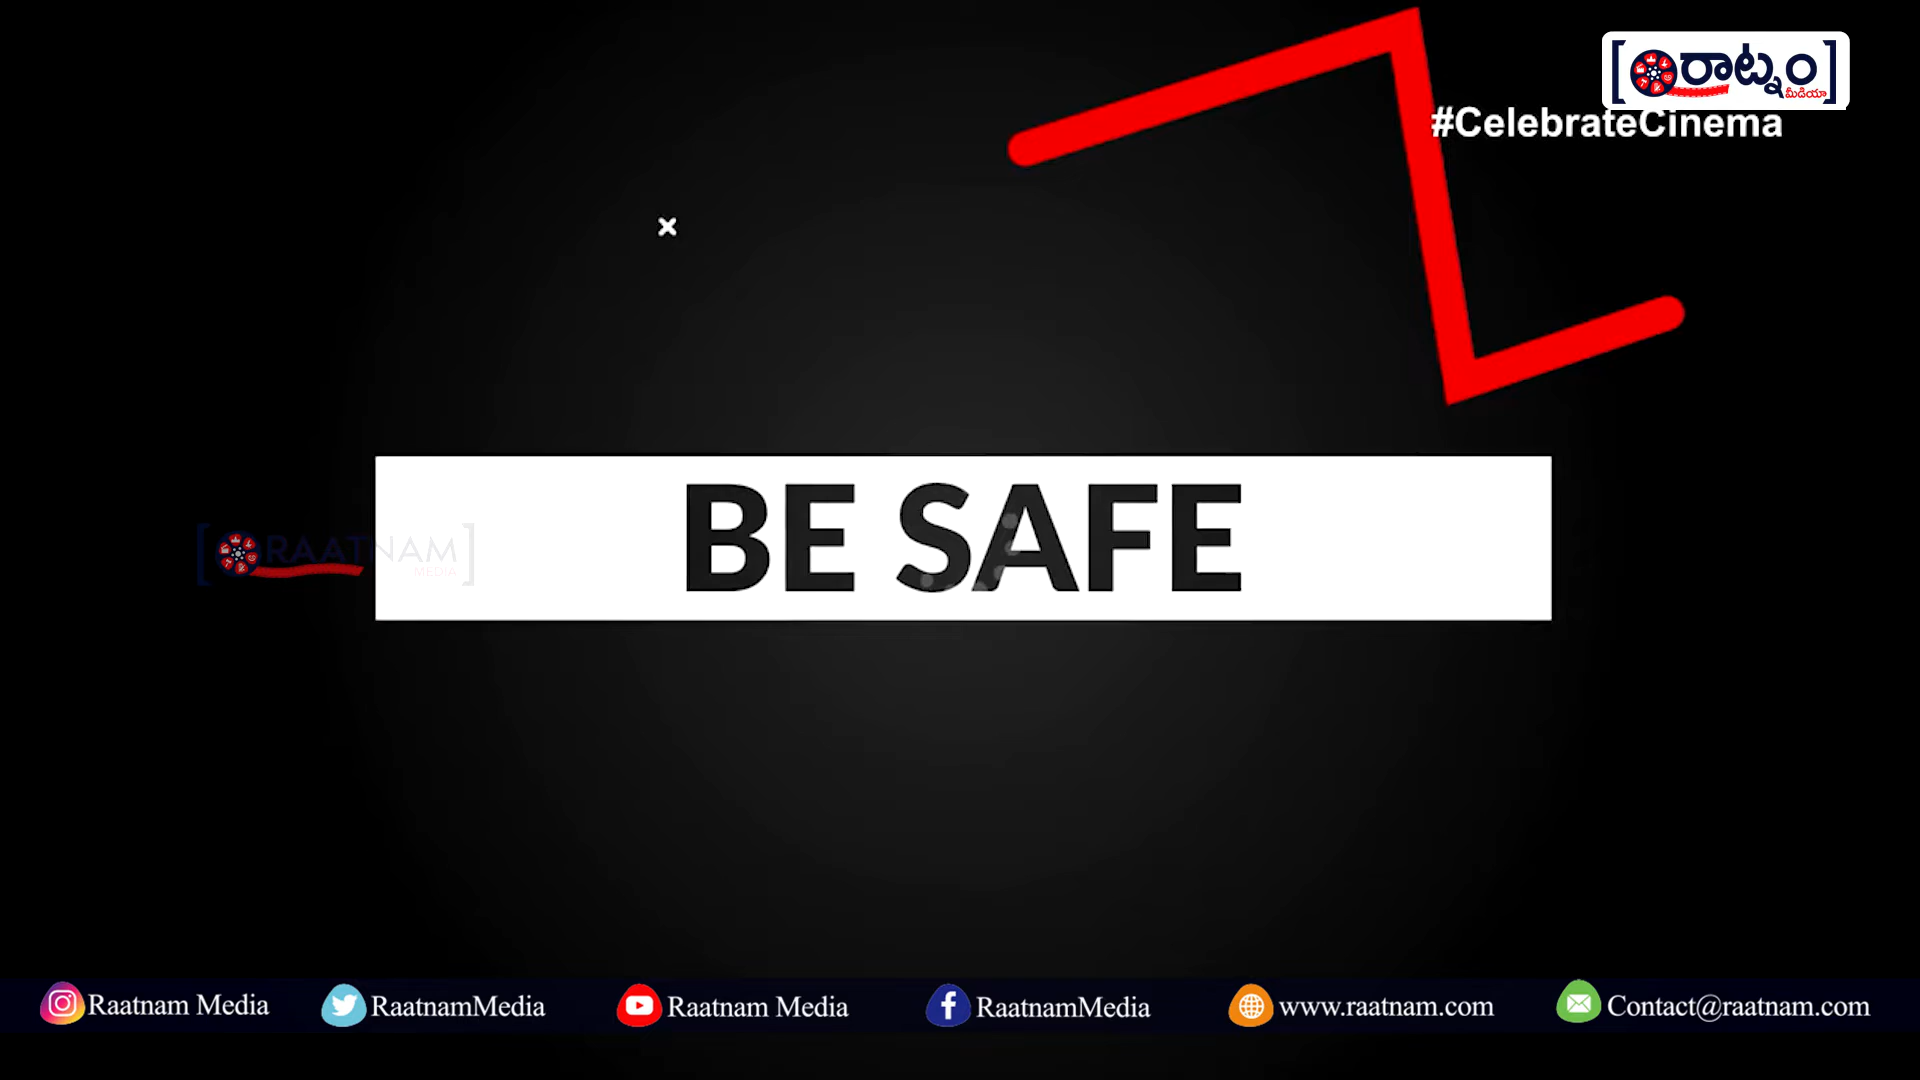 రాట్నం
మీడియా
#CelebrateCinema
BE SAFE
RAATNAM
MEDIA
Raatnam Media
RaatnamMedia
Raatnam Media
RaatnamMedia
www.raatnam.com
Contact@raatnam.com